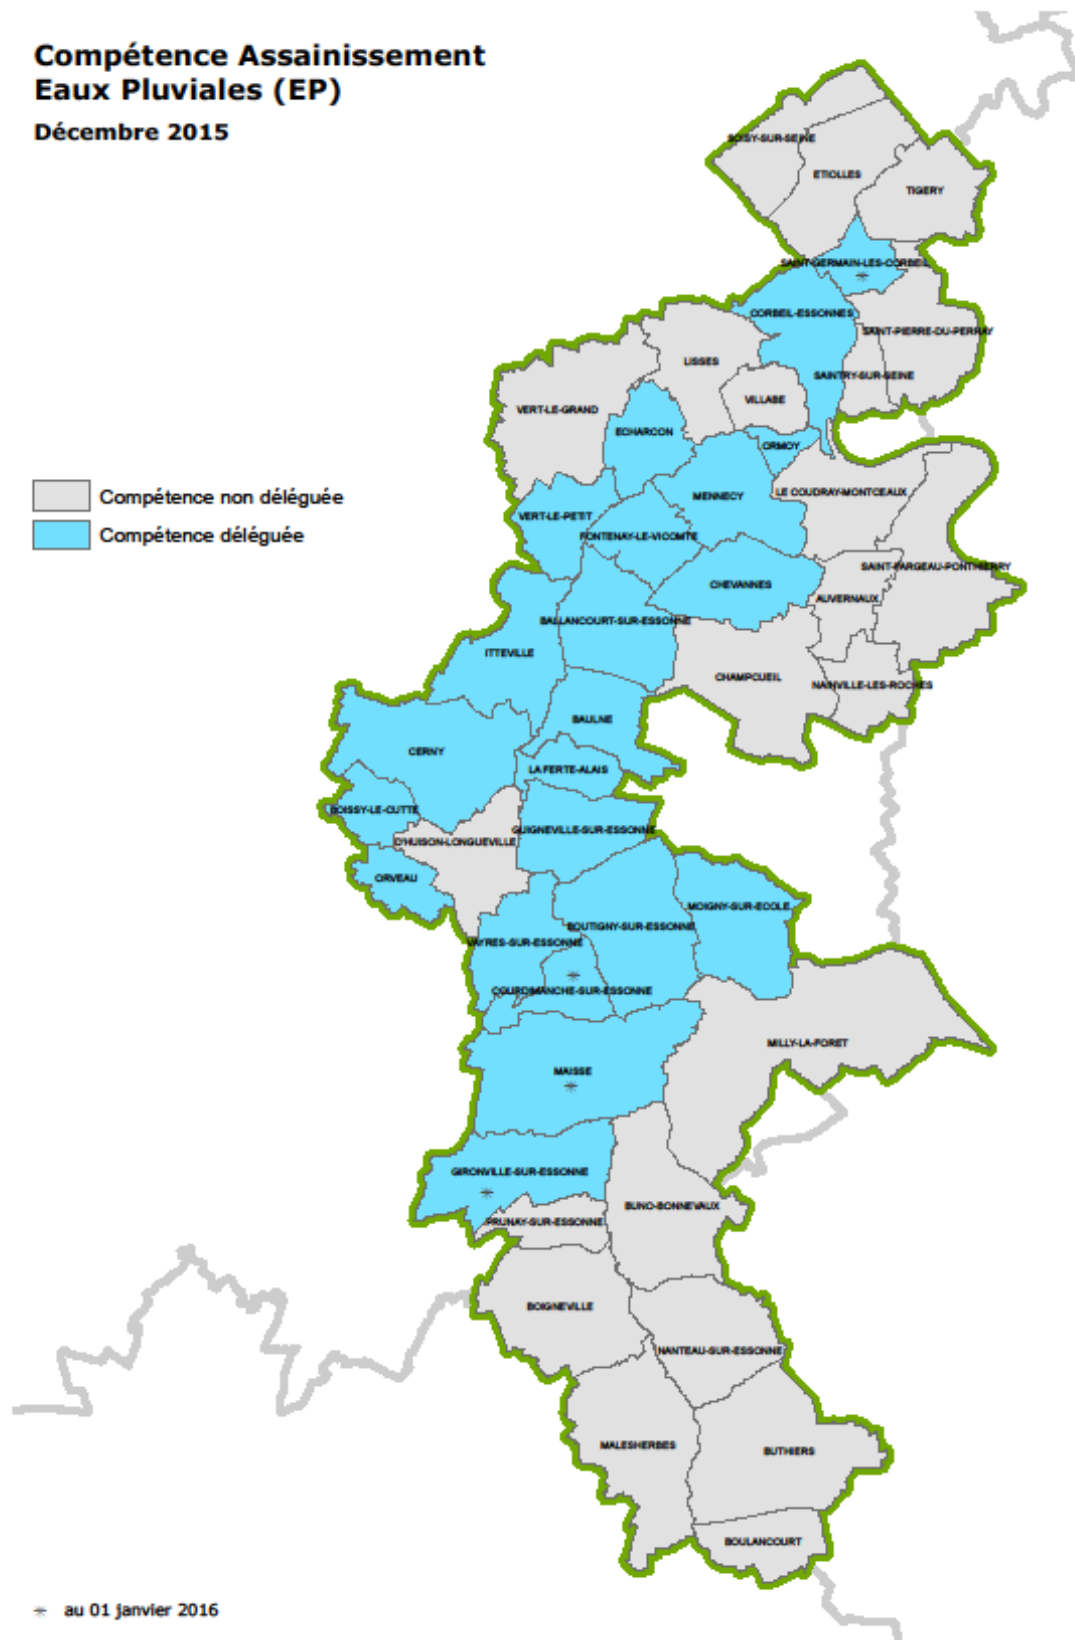 Compétence Assainissement
Eaux Pluviales (EP)
Décembre 2015
SOISY-SUR-SEINE
ETIOLLES
TIGERY
SAINT-GERMAIN-LES-CORBEIL
CORBEIL-ESSONNES
SAINT-PIERRE-DU-PERRAY
LISSES
SAINTRY-SUR-SEINE
VILLABE
VERT-LE-GRAND
ECHARCON
ORMOY
LE COUDRAY-MONTCEAUX
MENNECY
Compétence non déléguée
VERT-LE-PETIT
FONTENAY-LE-VICOMTE
Compétence déléguée
SAINT-FARGEAU-PONTHIERRY
CHEVANNES
AUVERNAUX
BALLANCOURT-SUR-ESSONNE
ITTEVILLE
CHAMPCUEIL
NAINVILLE-LES-ROCHES
BAULNE
CERNY
LA FERTE-ALAIS
BOISSY-LE-CUTTE
GUIGNEVILLE-SUR-ESSONNE
D'HUISON-LONGUEVILLE
ORVEAU
MOIGNY-SUR-ECOLE
BOUTIGNY-SUR-ESSONNE
VAYRES-SUR-ESSONNE
COURDIMANCHE-SUR-ESSONNE
MILLY-LA-FORET
MAISSE
GIRONVILLE-SUR-ESSONNE
BUNO-BONNEVAUX
PRUNAY-SUR-ESSONNE
BOIGNEVILLE
NANTEAU-SUR-ESSONNE
MALESHERBES
BUTHIERS
BOULANCOURT
* au 01 janvier 2016